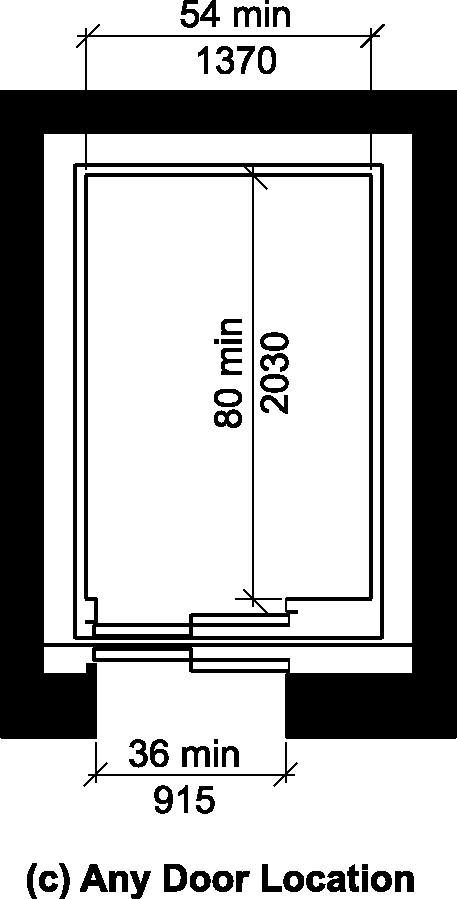 54 min
1370
80 min
2030
36 min
915
(c) Any Door Location